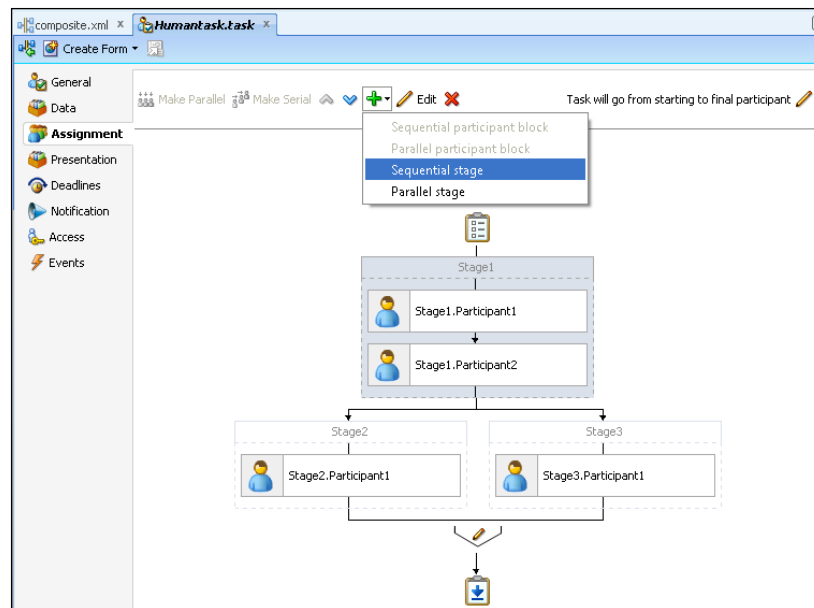 composite.xml x Humantask.task x
Create Form
General
Data
Assignment
Presentation
Deadlines
Notification
Access
Events
Make Parallel Make Serial Edit Task will go from starting to final participant
Sequential participant block
Parallel participant block
Sequential stage
Parallel stage
Stage1
Stage1.Participant1
Stage1.Participant2
Stage2 Stage3
Stage2.Participant1 Stage3.Participant1